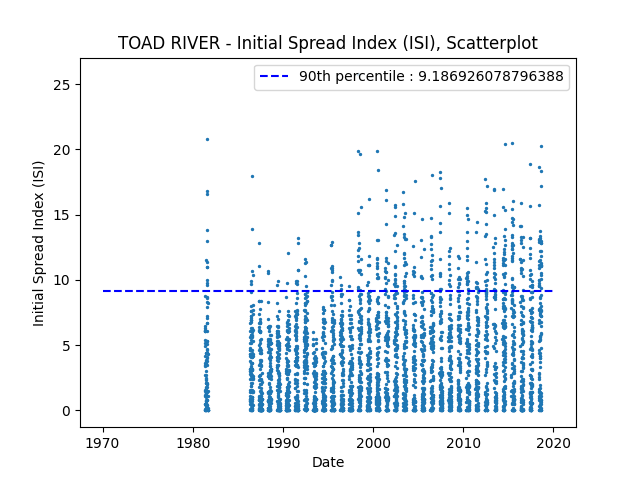 TOAD RIVER - Initial Spread Index (ISI), Scatterplot
90th percentile : 9.186926078796388
Initial Spread Index (ISI)
25
20
15
10
5
0
1970 1980 1990 2000 2010 2020
Date